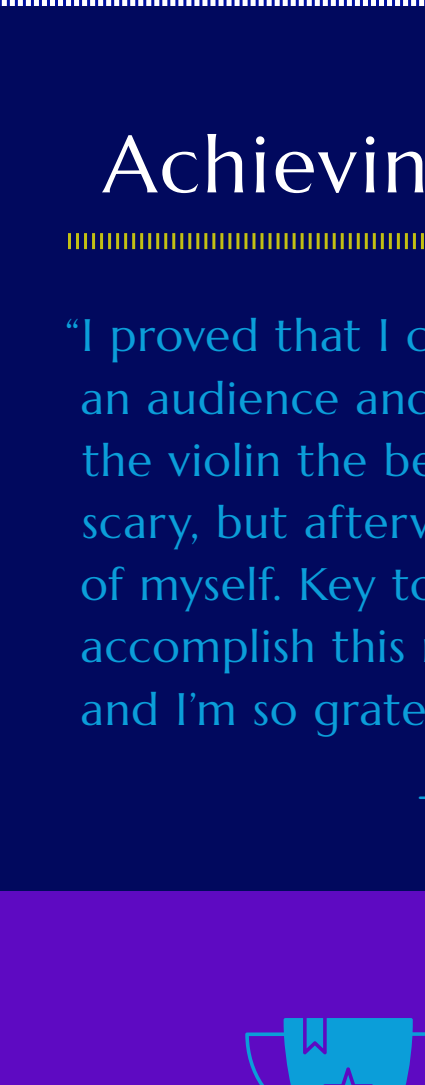 Achievin
“I proved that I c
an audience and
the violin the be
scary, but afterw
of myself. Key to
accomplish this
and I’m so grate